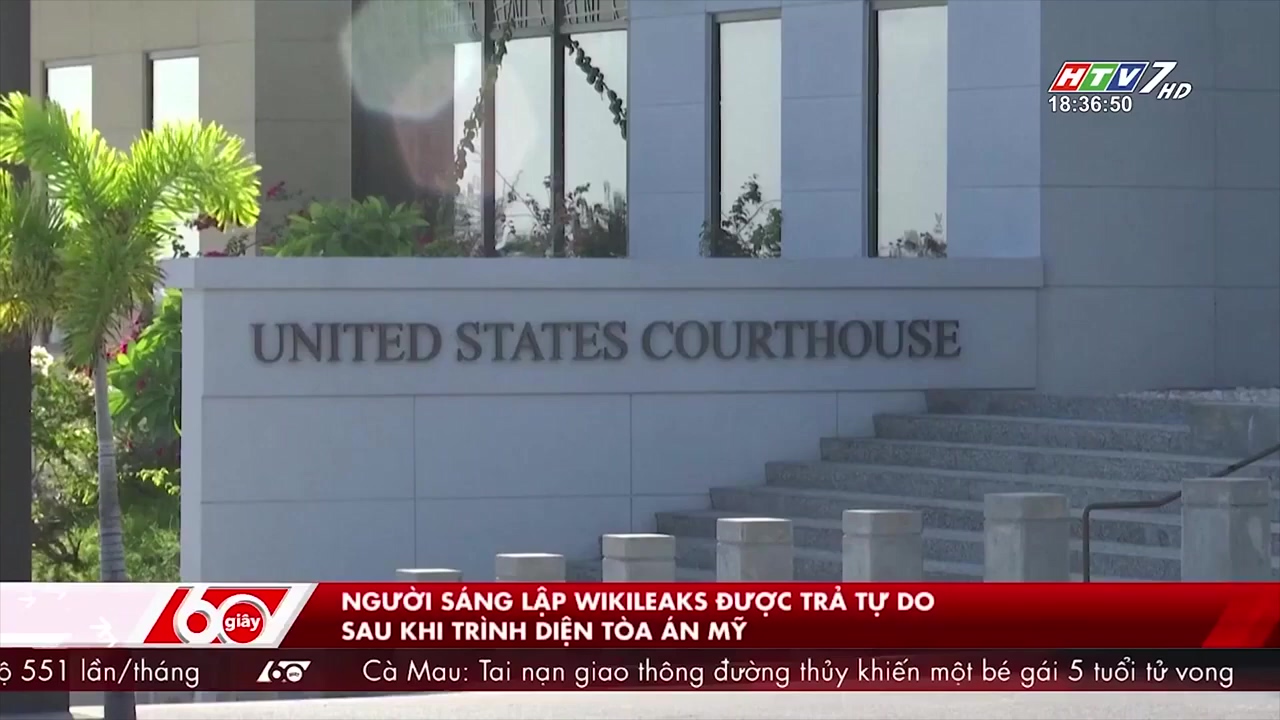 HTV7 HD
18:36:50
UNITED STATES COURTHOUSE
60 giây
NGƯỜI SÁNG LẬP WIKILEAKS ĐƯỢC TRẢ TỰ DO
SAU KHI TRÌNH DIỆN TÒA ÁN MỸ
551 lần/tháng 60 giây Cà Mau: Tai nạn giao thông đường thủy khiến một bé gái 5 tuổi tử vong